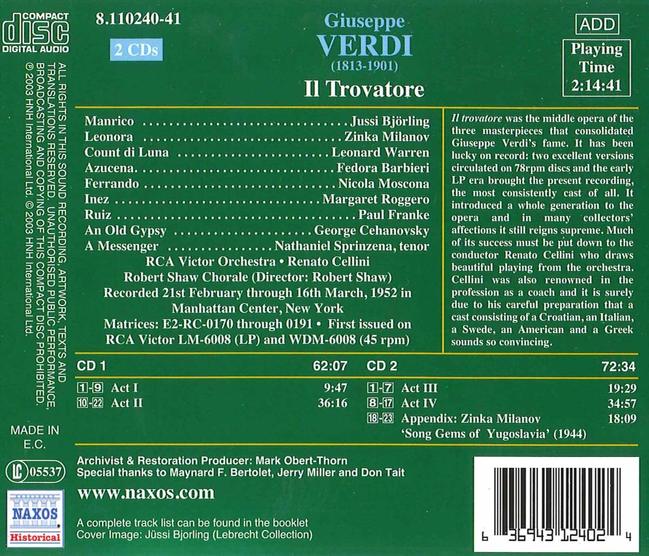 COMPACT
disc
DIGITAL AUDIO
8.110240-41
2 CDs
Giuseppe
VERDI
(1813-1901)
Il Trovatore
ADD
Playing
Time
2:14:41
ALL RIGHTS IN THIS SOUND RECORDING, ARTWORK, TEXTS AND
TRANSLATIONS RESERVED. UNAUTHORISED PUBLIC PERFORMANCE,
BROADCASTING AND COPYING OF THIS COMPACT DISC PROHIBITED.
℗ 2003 HNH International Ltd. © 2003 HNH International Ltd.
Manrico ........................ Jussi Björling
Leonora ........................ Zinka Milanov
Count di Luna ........................ Leonard Warren
Azucena ........................ Fedora Barbieri
Ferrando ........................ Nicola Moscona
Inez ........................ Margaret Roggero
Ruiz ........................ Paul Franke
An Old Gypsy ........................ George Cehanovsky
A Messenger ........................ Nathaniel Sprinzena, tenor
RCA Victor Orchestra • Renato Cellini
Robert Shaw Chorale (Director: Robert Shaw)
Recorded 21st February through 16th March, 1952 in
Manhattan Center, New York
Matrices: E2-RC-0170 through 0191 • First issued on
RCA Victor LM-6008 (LP) and WDM-6008 (45 rpm)
Il trovatore was the middle opera of the
three masterpieces that consolidated
Giuseppe Verdi's fame. It has been
lucky on record: two excellent versions
circulated on 78rpm discs and the early
LP era brought the present recording,
the most consistently cast of all. It
introduced a whole generation to the
opera and in many collectors'
affections it still reigns supreme. Much
of its success must be put down to the
conductor Renato Cellini who draws
beautiful playing from the orchestra.
Cellini was also renowned in the
profession as a coach and it is surely
due to his careful preparation that a
cast consisting of a Croatian, an Italian,
a Swede, an American and a Greek
sounds so convincing.
CD 1 62:07
1-9 Act I 9:47
10-22 Act II 36:16
CD 2 72:34
1-7 Act III 19:29
8-17 Act IV 34:57
18-23 Appendix: Zinka Milanov 18:09
'Song Gems of Yugoslavia' (1944)
MADE IN
E.C.
LC 05537
NAXOS
Historical
Archivist & Restoration Producer: Mark Obert-Thorn
Special thanks to Maynard F. Bertolet, Jerry Miller and Don Tait
www.naxos.com
A complete track list can be found in the booklet
Cover Image: Jüssi Bjorling (Lebrecht Collection)
6 36943 12402 4